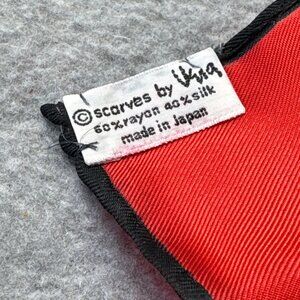 © scarves by Vera
60%rayon 40%silk
made in Japan